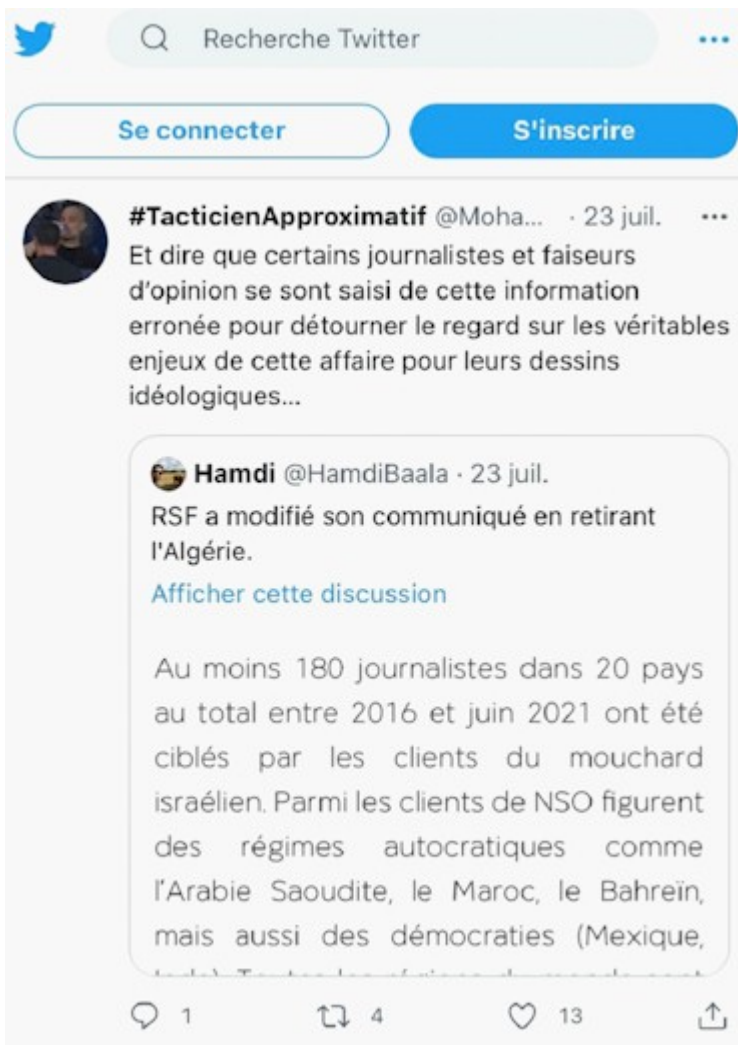 Recherche Twitter
Se connecter
S'inscrire
#TacticienApproximatif @Moha... · 23 juil.
Et dire que certains journalistes et faiseurs
d'opinion se sont saisi de cette information
erronée pour détourner le regard sur les véritables
enjeux de cette affaire pour leurs dessins
idéologiques...
Hamdi @HamdiBaala · 23 juil.
RSF a modifié son communiqué en retirant
l'Algérie.
Afficher cette discussion
Au moins 180 journalistes dans 20 pays
au total entre 2016 et juin 2021 ont été
ciblés par les clients du mouchard
israélien. Parmi les clients de NSO figurent
des régimes autocratiques comme
l'Arabie Saoudite, le Maroc, le Bahreïn,
mais aussi des démocraties (Mexique,
1 4 13